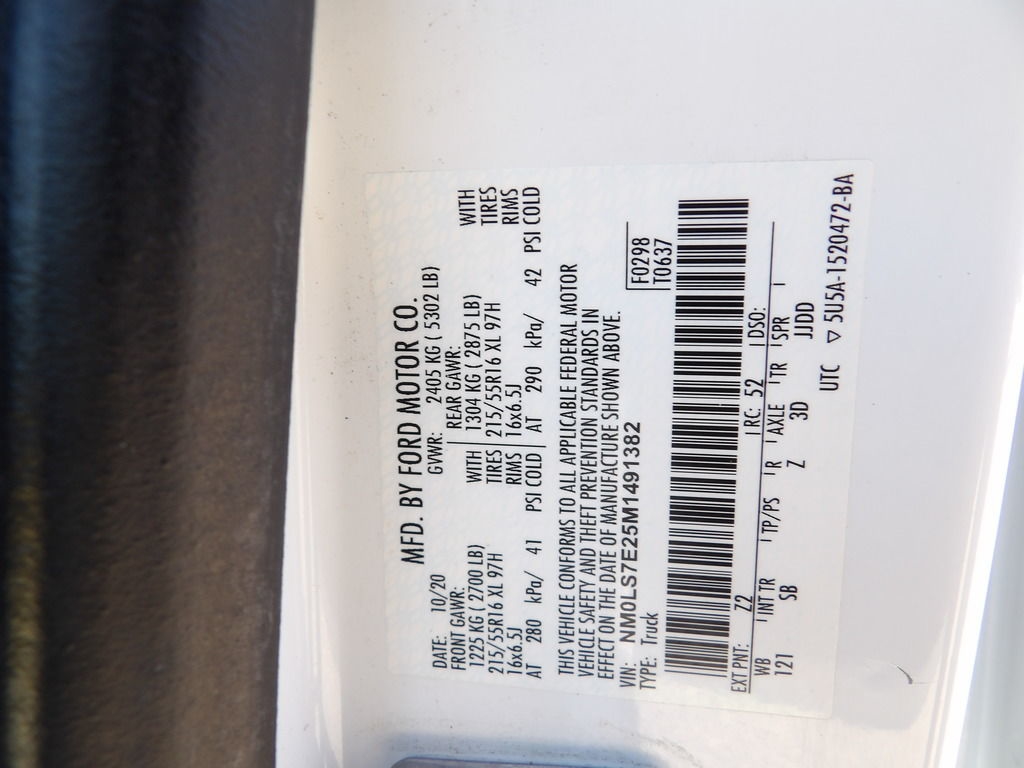 MFD. BY FORD MOTOR CO.
DATE: 10/20 GVWR: 2405 KG ( 5302 LB)
FRONT GAWR: REAR GAWR:
1225 KG ( 2700 LB) WITH 1304 KG ( 2875 LB) WITH
215/55R16 XL 97H TIRES 215/55R16 XL 97H TIRES
16x6.5J RIMS 16x6.5J RIMS
AT 280 kPa/ 41 PSI COLD AT 290 kPa/ 42 PSI COLD
THIS VEHICLE CONFORMS TO ALL APPLICABLE FEDERAL MOTOR
VEHICLE SAFETY AND THEFT PREVENTION STANDARDS IN
EFFECT ON THE DATE OF MANUFACTURE SHOWN ABOVE.
VIN: NM0LS7E25M1491382 F0298
TYPE: Truck T0637
EXT PNT: Z2 RC: 52 DSO:
WB INT TR TP/PS R AXLE TR SPR
121 SB Z 3D JJDD
UTC ▽ 5U5A-1520472-BA